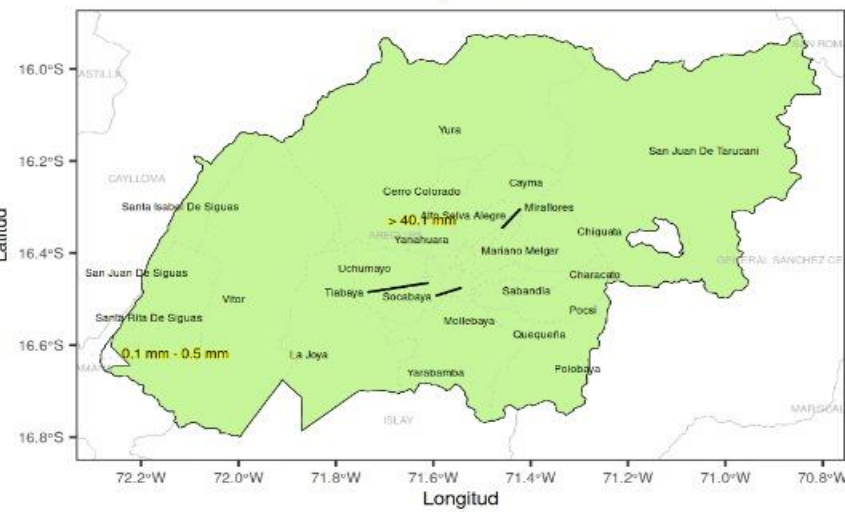 Latitud
16.0°S
16.2°S
16.4°S
16.6°S
16.8°S
SEN ROM
ASTILLA
Yura
San Juan De Tarucani
CAYLLOMA
Cayma
Cerro Colorado
Santa Isabel De Siguas
Miraflores
Alto Selva Alegre
> 40.1 mm
Chiguata
Yanahuara
Mariano Melgar
GENERAL SANCHEZ CE
Uchumayo
San Juan De Siguas
Characato
Tiabaya
Socabaya
Sabandia
Vitor
Pocsi
Santa Rita De Siguas
Mollebaya
Quequeña
0.1 mm - 0.5 mm
La Joya
Polobaya
Yarabamba
MARISCAL
ISLAY
72.2°W 72.0°W 71.8°W 71.6°W 71.4°W 71.2°W 71.0°W 70.8°W
Longitud